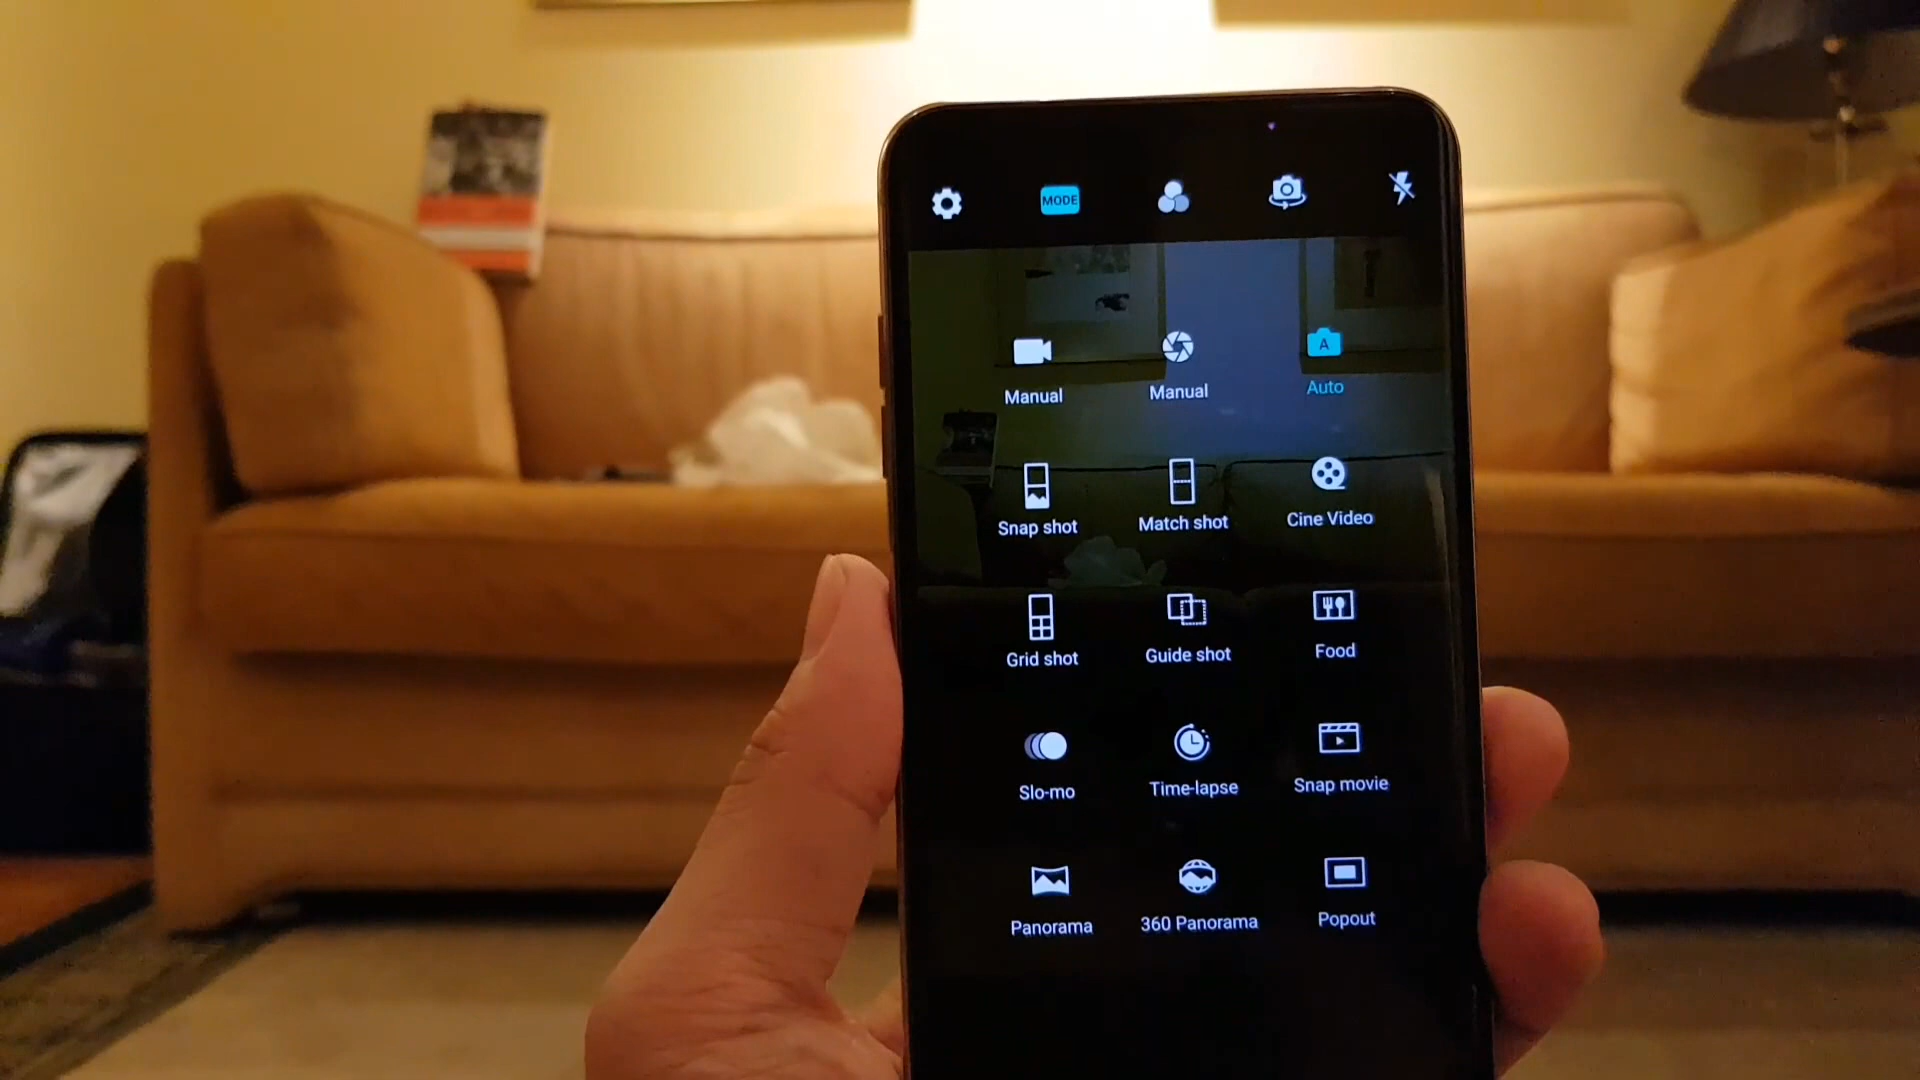 MODE
Manual Manual Auto
Snap shot Match shot Cine Video
Grid shot Guide shot Food
Slo-mo Time-lapse Snap movie
Panorama 360 Panorama Popout